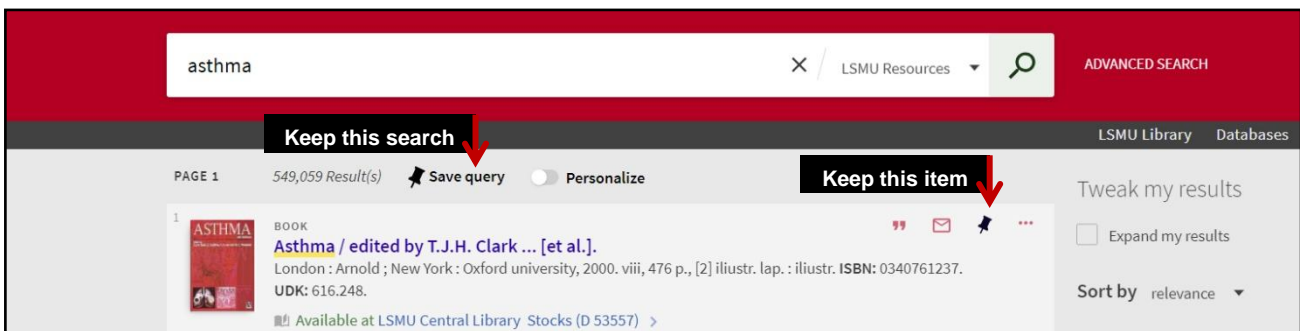 asthma
LSMU Resources
ADVANCED SEARCH
Keep this search
LSMU Library Databases
PAGE 1 549,059 Result(s) Save query Personalize
Keep this item
Tweak my results
1
ASTHMA
BOOK
Asthma / edited by T.J.H. Clark ... [et al.].
Expand my results
London : Arnold ; New York : Oxford university, 2000. viii, 476 p., [2] iliustr. lap. : iliustr. ISBN: 0340761237.
UDK: 616.248.
Sort by relevance
Available at LSMU Central Library Stocks (D 53557) >